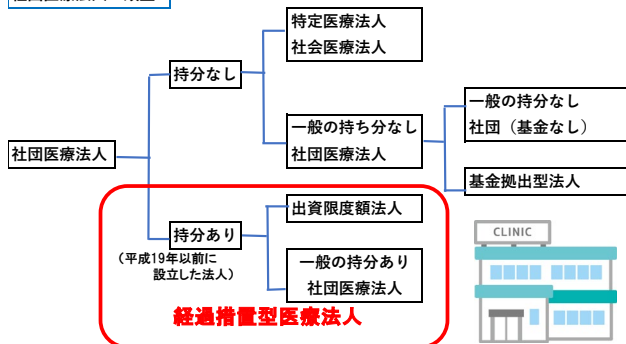 特定医療法人
社会医療法人
持分なし
一般の持ち分なし
社団医療法人
一般の持分なし
社団（基金なし）
基金拠出型法人
社団医療法人
持分あり
（平成19年以前に
設立した法人）
出資限度額法人
一般の持分あり
社団医療法人
経過措置型医療法人
CLINIC